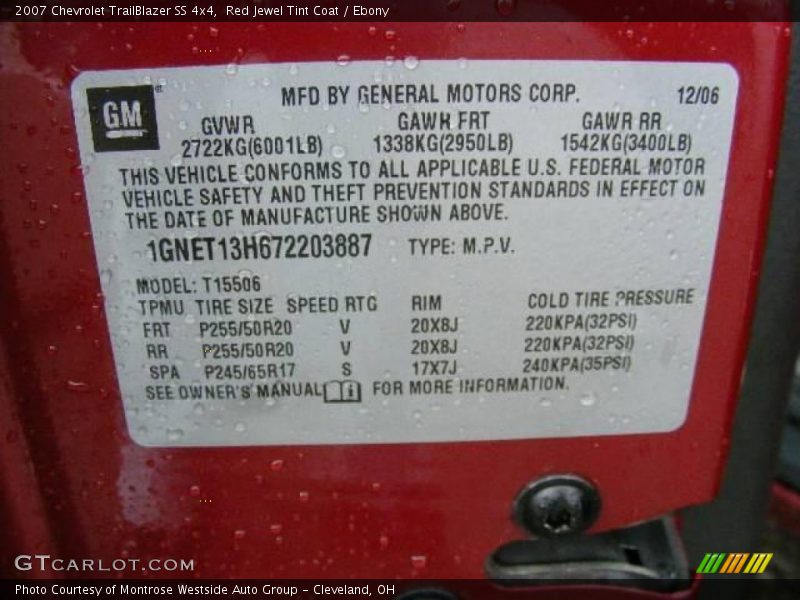 2007 Chevrolet TrailBlazer SS 4x4, Red Jewel Tint Coat / Ebony
GM
MFD BY GENERAL MOTORS CORP. 12/06
GVWR GAWR FRT GAWR RR
2722KG(6001LB) 1338KG(2950LB) 1542KG(3400LB)
THIS VEHICLE CONFORMS TO ALL APPLICABLE U.S. FEDERAL MOTOR
VEHICLE SAFETY AND THEFT PREVENTION STANDARDS IN EFFECT ON
THE DATE OF MANUFACTURE SHOWN ABOVE.
1GNET13H672203887 TYPE: M.P.V.
MODEL: T15506
TPMU TIRE SIZE SPEED RTG RIM COLD TIRE PRESSURE
FRT P255/50R20 V 20X8J 220KPA(32PSI)
RR P255/50R20 V 20X8J 220KPA(32PSI)
SPA P245/65R17 S 17X7J 240KPA(35PSI)
SEE OWNER'S MANUAL FOR MORE INFORMATION.
GTcarlot.com
Photo Courtesy of Montrose Westside Auto Group - Cleveland, OH